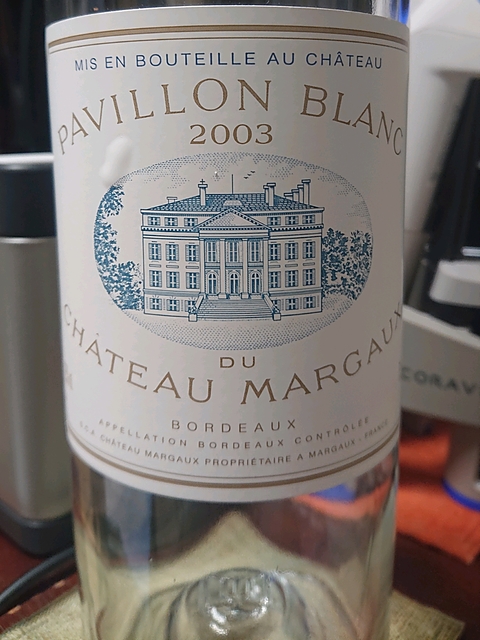 MIS EN BOUTEILLE AU CHÂTEAU
PAVILLON BLANC
2003
DU
CHÂTEAU MARGAUX
BORDEAUX
APPELLATION BORDEAUX CONTRÔLÉE
S.C.A. CHÂTEAU MARGAUX PROPRIÉTAIRE A MARGAUX - FRANCE
CORAV